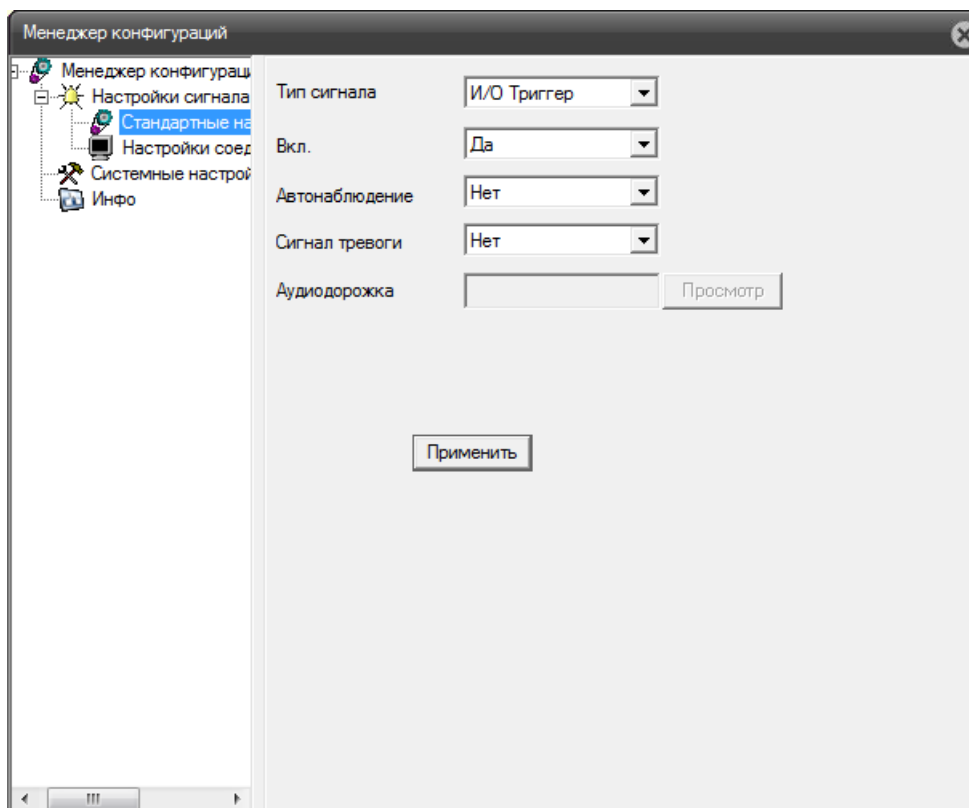 Менеджер конфигураций
Менеджер конфигурац
Настройки сигнала
Стандартные на
Настройки соед
Системные настрой
Инфо
Тип сигнала И/О Триггер
Вкл. Да
Автонаблюдение Нет
Сигнал тревоги Нет
Аудиодорожка Просмотр
Применить